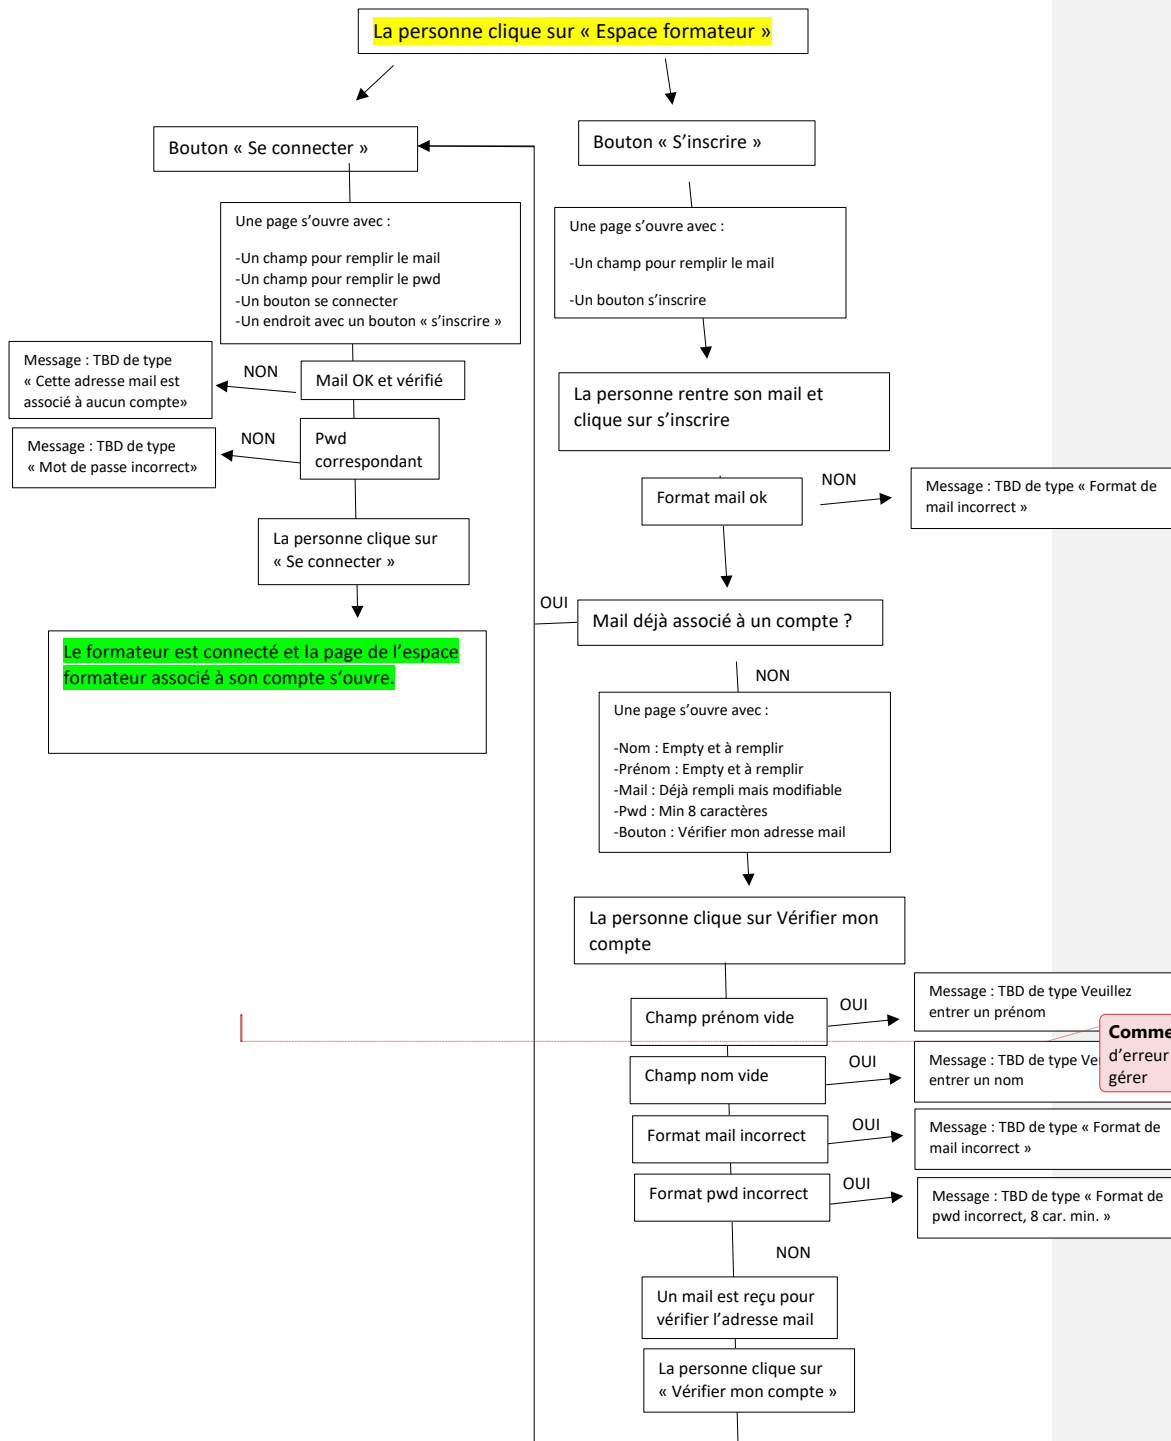 La personne clique sur « Espace formateur »
Bouton « Se connecter »
Bouton « S’inscrire »
Une page s’ouvre avec :
-Un champ pour remplir le mail
-Un champ pour remplir le pwd
-Un bouton se connecter
-Un endroit avec un bouton « s’inscrire »
Une page s’ouvre avec :
-Un champ pour remplir le mail
-Un bouton s’inscrire
Message : TBD de type
« Cette adresse mail est
associé à aucun compte»
NON
Mail OK et vérifié
La personne rentre son mail et
clique sur s’inscrire
Message : TBD de type
« Mot de passe incorrect»
NON
Pwd
correspondant
Format mail ok
NON
Message : TBD de type « Format de
mail incorrect »
La personne clique sur
« Se connecter »
OUI
Mail déjà associé à un compte ?
Le formateur est connecté et la page de l’espace
formateur associé à son compte s‘ouvre.
NON
Une page s’ouvre avec :
-Nom : Empty et à remplir
-Prénom : Empty et à remplir
-Mail : Déjà rempli mais modifiable
-Pwd : Min 8 caractères
-Bouton : Vérifier mon adresse mail
La personne clique sur Vérifier mon
compte
Champ prénom vide
OUI
Message : TBD de type Veuillez
entrer un prénom
Champ nom vide
OUI
Message : TBD de type Veu
entrer un nom
Comme
d’erreur
gérer
Format mail incorrect
OUI
Message : TBD de type « Format de
mail incorrect »
Format pwd incorrect
OUI
Message : TBD de type « Format de
pwd incorrect, 8 car. min. »
NON
Un mail est reçu pour
vérifier l’adresse mail
La personne clique sur
« Vérifier mon compte »